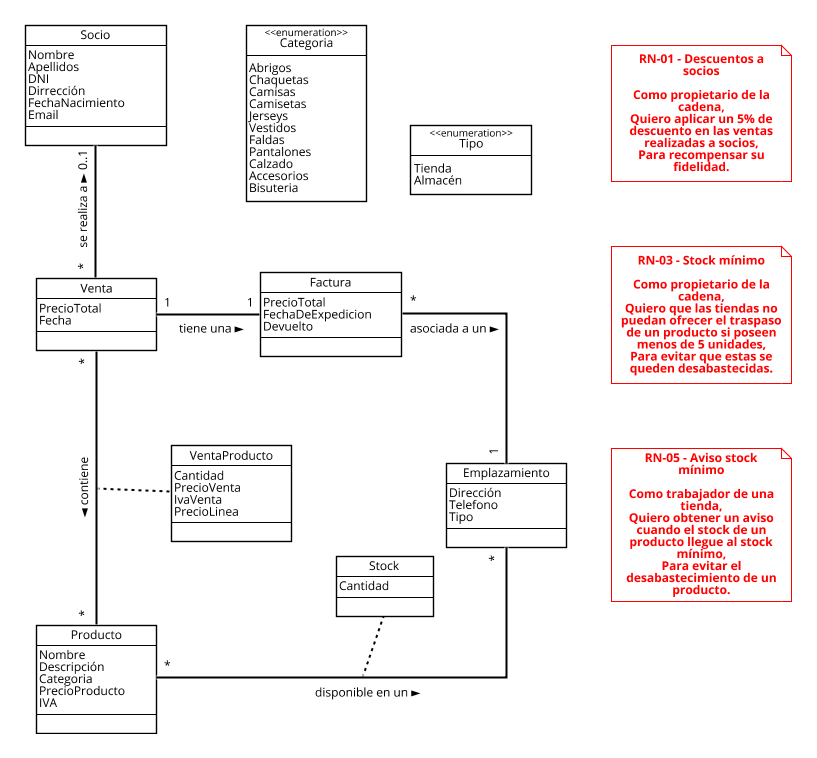 Socio
Nombre
Apellidos
DNI
Dirrección
FechaNacimiento
Email
<<enumeration>>
Categoria
Abrigos
Chaquetas
Camisas
Camisetas
Jerseys
Vestidos
Faldas
Pantalones
Calzado
Accesorios
Bisuteria
<<enumeration>>
Tipo
Tienda
Almacén
RN-01 - Descuentos a
socios
Como propietario de la
cadena,
Quiero aplicar un 5% de
descuento en las ventas
realizadas a socios,
Para recompensar su
fidelidad.
se realiza a ► 0..1
*
Venta
PrecioTotal
Fecha
1
1
tiene una ►
Factura
PrecioTotal
FechaDeExpedicion
Devuelto
*
asociada a un ►
1
RN-03 - Stock mínimo
Como propietario de la
cadena,
Quiero que las tiendas no
puedan ofrecer el traspaso
de un producto si poseen
menos de 5 unidades,
Para evitar que estas se
queden desabastecidas.
*
◄ contiene
*
VentaProducto
Cantidad
PrecioVenta
IvaVenta
PrecioLinea
Emplazamiento
Dirección
Telefono
Tipo
*
Stock
Cantidad
RN-05 - Aviso stock
mínimo
Como trabajador de una
tienda,
Quiero obtener un aviso
cuando el stock de un
producto llegue al stock
mínimo,
Para evitar el
desabastecimiento de un
producto.
Producto
Nombre
Descripción
Categoria
PrecioProducto
IVA
*
disponible en un ►